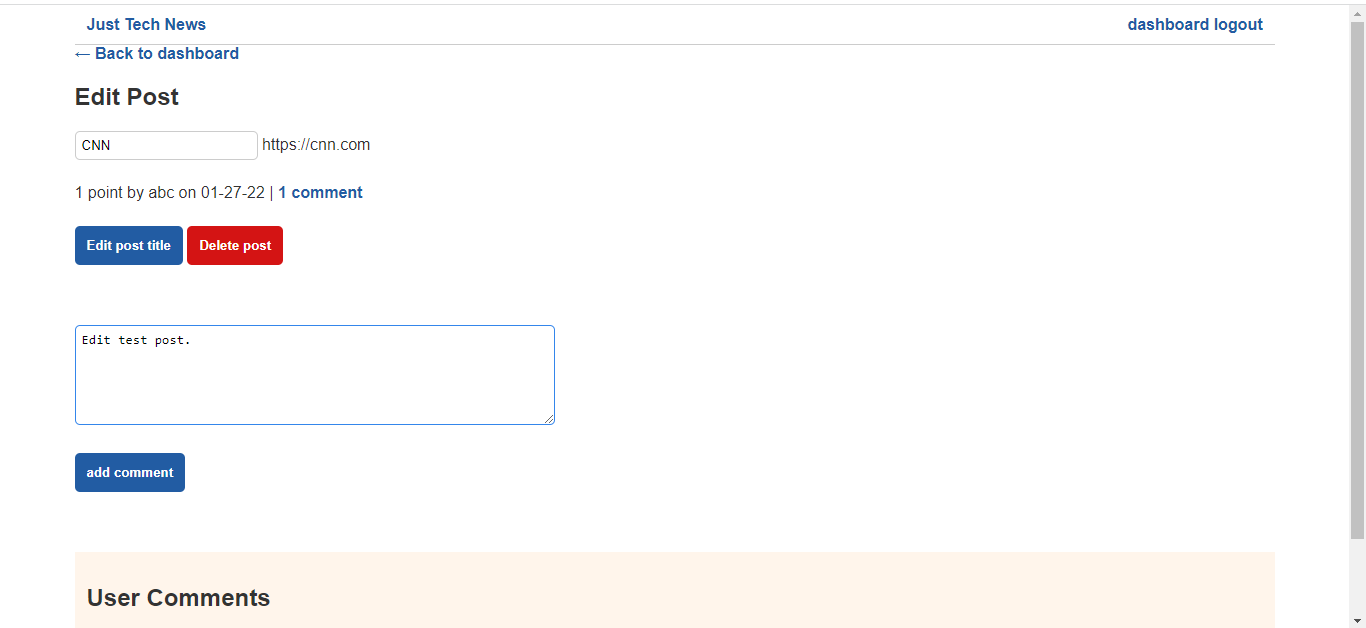 Just Tech News dashboard logout
← Back to dashboard
Edit Post
CNN https://cnn.com
1 point by abc on 01-27-22 | 1 comment
Edit post title Delete post
Edit test post.
add comment
User Comments